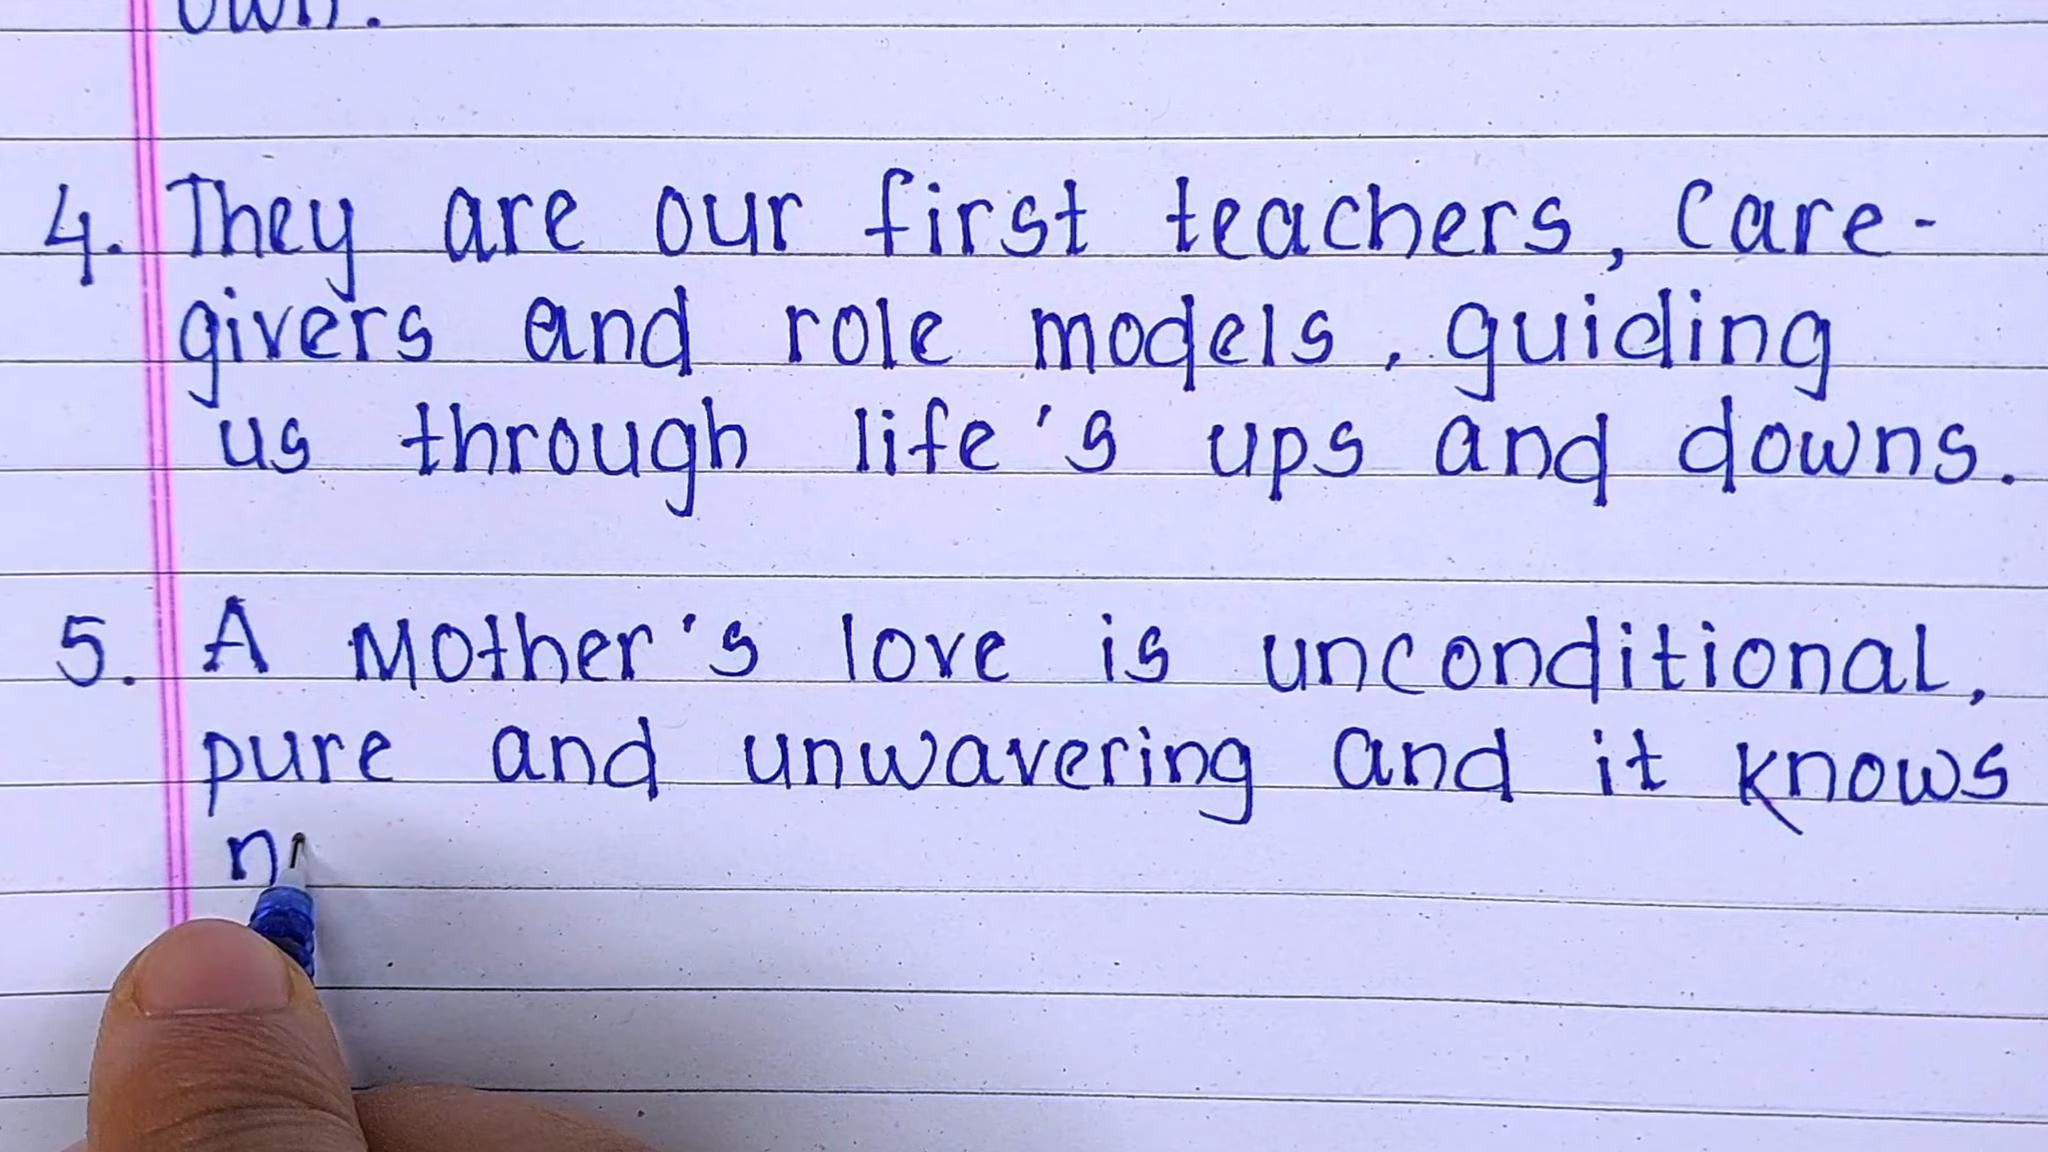 own.
4. They are our first teachers, care-
givers and role models, guiding
us through life's ups and downs.
5. A Mother's love is unconditional,
pure and unwavering and it knows
n